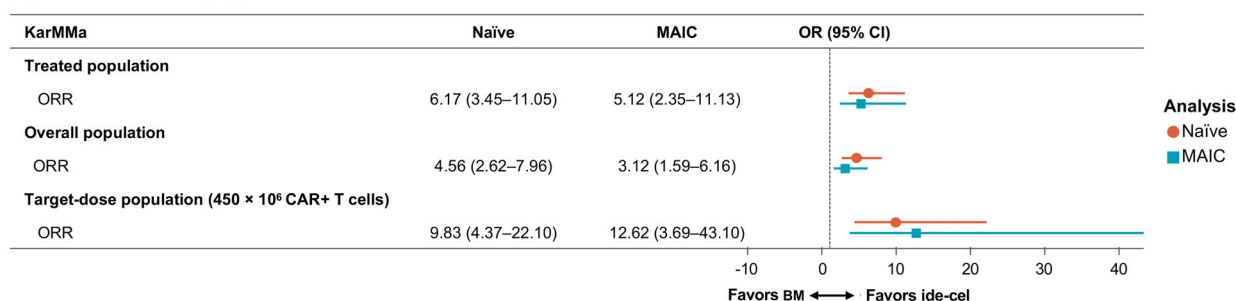 KarMMa Naïve MAIC OR (95% CI)
Treated population
ORR 6.17 (3.45–11.05) 5.12 (2.35–11.13)
Overall population
ORR 4.56 (2.62–7.96) 3.12 (1.59–6.16)
Target-dose population (450 × 10⁶ CAR+ T cells)
ORR 9.83 (4.37–22.10) 12.62 (3.69–43.10)
-10 0 10 20 30 40
Favors BM Favors ide-cel
Analysis
Naïve
MAIC